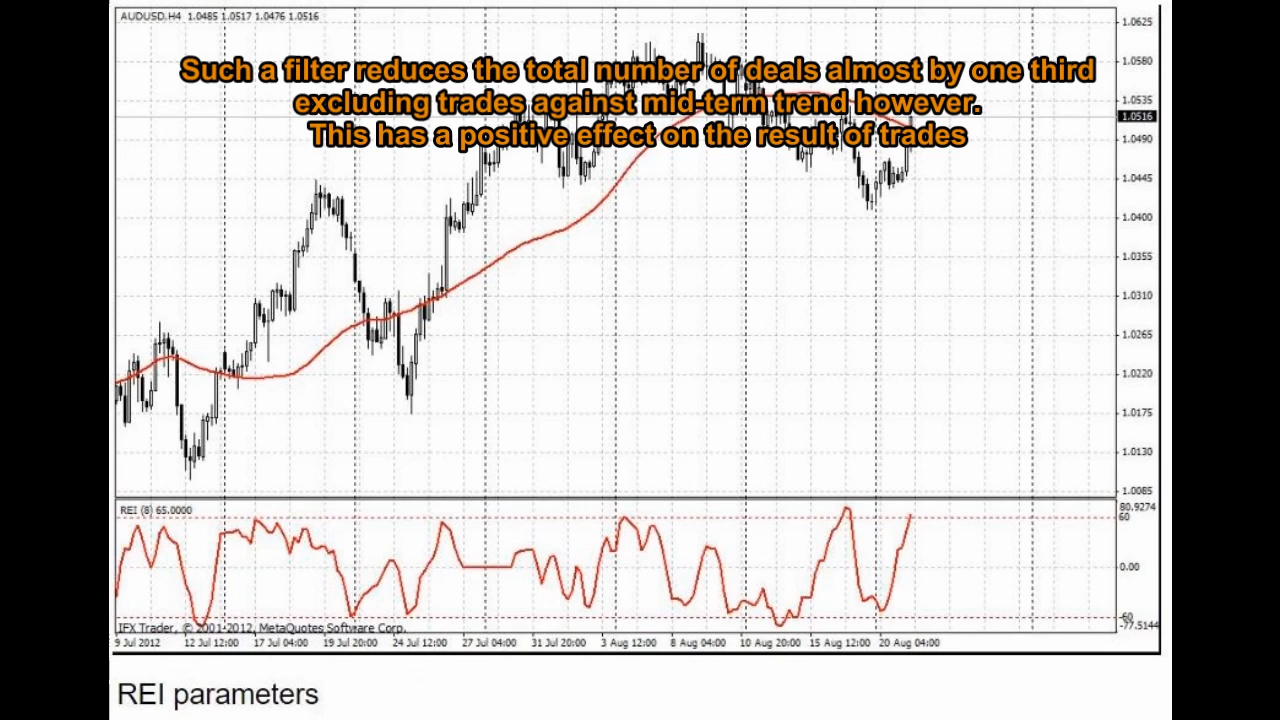 AUDUSD.H4 1.0485 1.0517 1.0476 1.0516
Such a filter reduces the total number of deals almost by one third
excluding trades against mid-term trend however.
This has a positive effect on the result of trades
1.0625
1.0580
1.0535
1.0516
1.0490
1.0445
1.0400
1.0355
1.0310
1.0265
1.0220
1.0175
1.0130
1.0085
REI (8) 65.0000
80.9274
60
0.00
-60
-77.5144
IFX Trader, © 2001-2012, MetaQuotes Software Corp.
9 Jul 2012 12 Jul 12:00 17 Jul 04:00 19 Jul 20:00 24 Jul 12:00 27 Jul 04:00 31 Jul 20:00 3 Aug 12:00 8 Aug 04:00 10 Aug 20:00 15 Aug 12:00 20 Aug 04:00
REI parameters